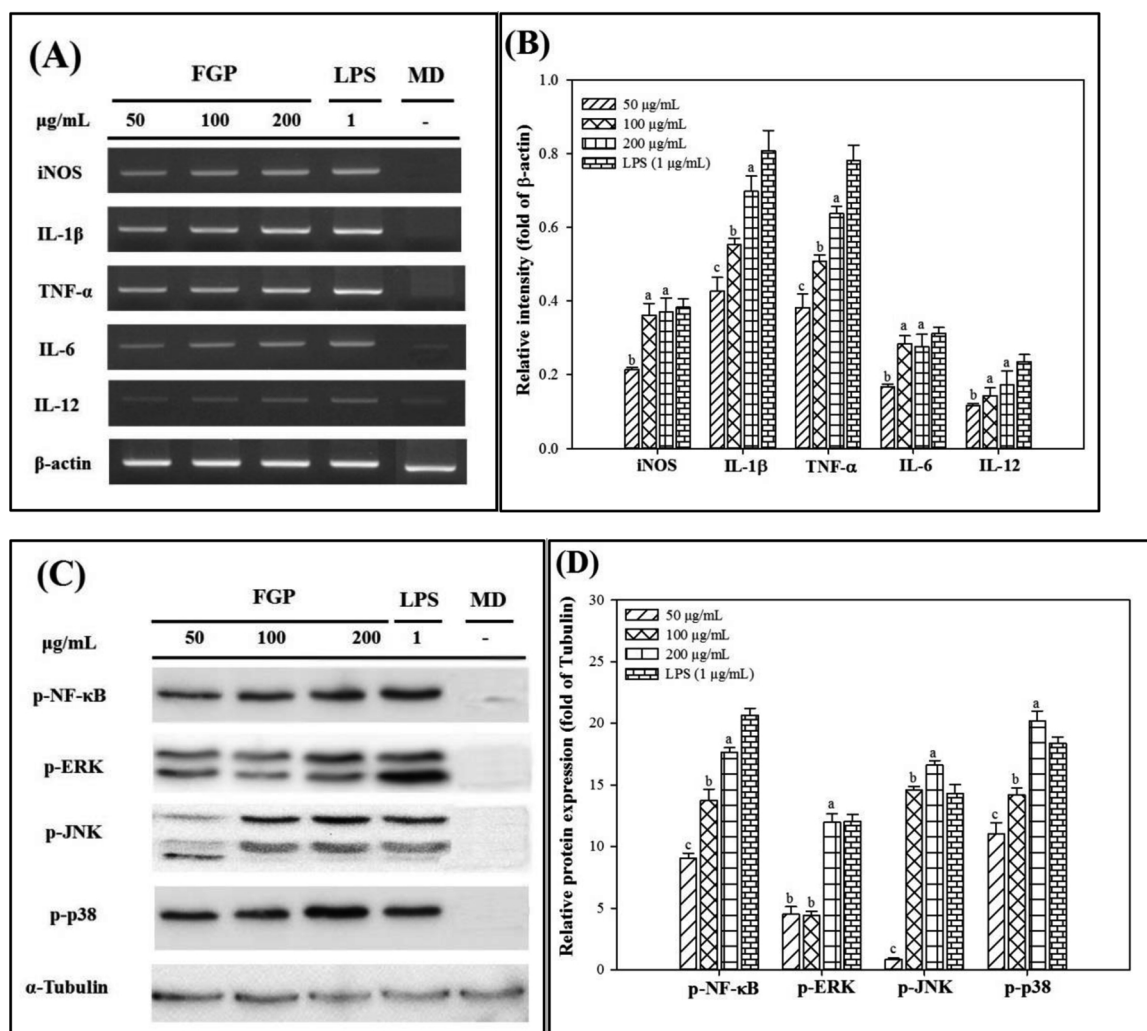 (A)
FGP LPS MD
μg/mL 50 100 200 1 -
iNOS
IL-1β
TNF-α
IL-6
IL-12
β-actin
(B)
Relative intensity (fold of β-actin)
1.0
0.8
0.6
0.4
0.2
0.0
50 μg/mL
100 μg/mL
200 μg/mL
LPS (1 μg/mL)
b a a
c b a
c b a
b a a
b a a
iNOS IL-1β TNF-α IL-6 IL-12
(C)
FGP LPS MD
μg/mL 50 100 200 1 -
p-NF-κB
p-ERK
p-JNK
p-p38
α-Tubulin
(D)
Relative protein expression (fold of Tubulin)
30
25
20
15
10
5
0
50 μg/mL
100 μg/mL
200 μg/mL
LPS (1 μg/mL)
c b a
b b a
c b a
c b a
p-NF-κB p-ERK p-JNK p-p38